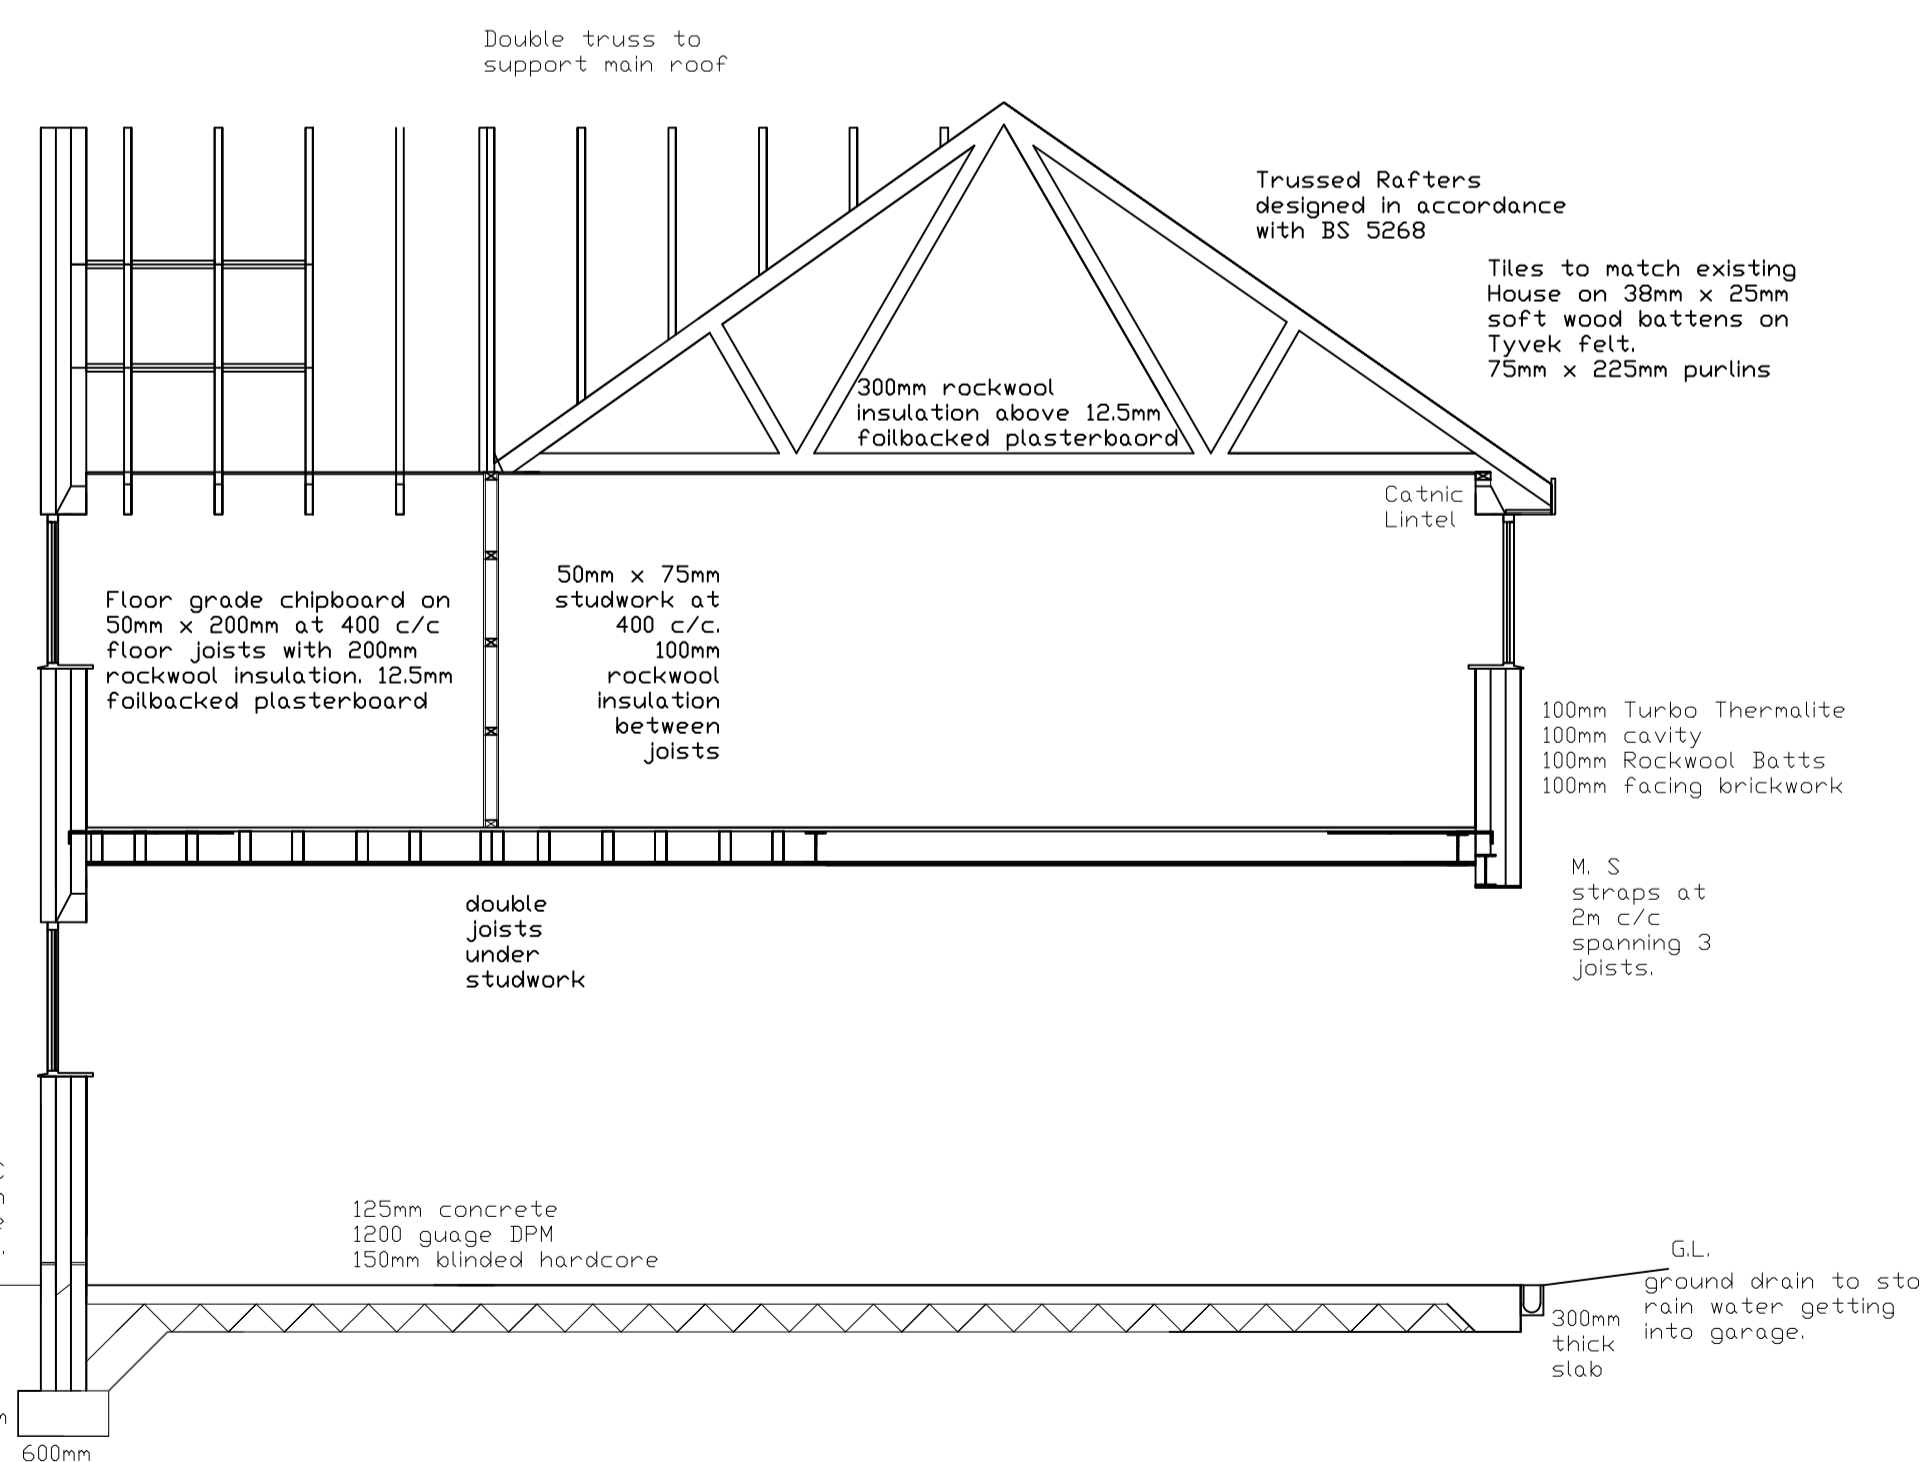 Double truss to
support main roof
Trussed Rafters
designed in accordance
with BS 5268
Tiles to match existing
House on 38mm x 25mm
soft wood battens on
Tyvek felt.
75mm x 225mm purlins
300mm rockwool
insulation above 12.5mm
foilbacked plasterbaord
Catnic
Lintel
Floor grade chipboard on
50mm x 200mm at 400 c/c
floor joists with 200mm
rockwool insulation. 12.5mm
foilbacked plasterboard
50mm x 75mm
studwork at
400 c/c.
100mm
rockwool
insulation
between
joists
100mm Turbo Thermalite
100mm cavity
100mm Rockwool Batts
100mm facing brickwork
M. S
straps at
2m c/c
spanning 3
joists.
double
joists
under
studwork
125mm concrete
1200 guage DPM
150mm blinded hardcore
G.L.
ground drain to sto
rain water getting
into garage.
300mm
thick
slab
600mm